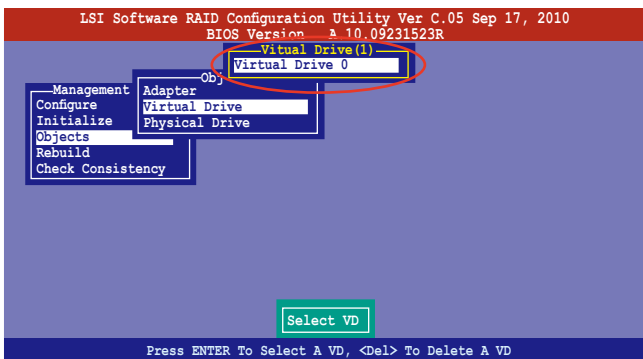 LSI Software RAID Configuration Utility Ver C.05 Sep 17, 2010
BIOS Version A.10.09231523R
Vitual Drive(1)
Virtual Drive 0
Obj
Adapter
Virtual Drive
Physical Drive
Management
Configure
Initialize
Objects
Rebuild
Check Consistency
Select VD
Press ENTER To Select A VD, <Del> To Delete A VD